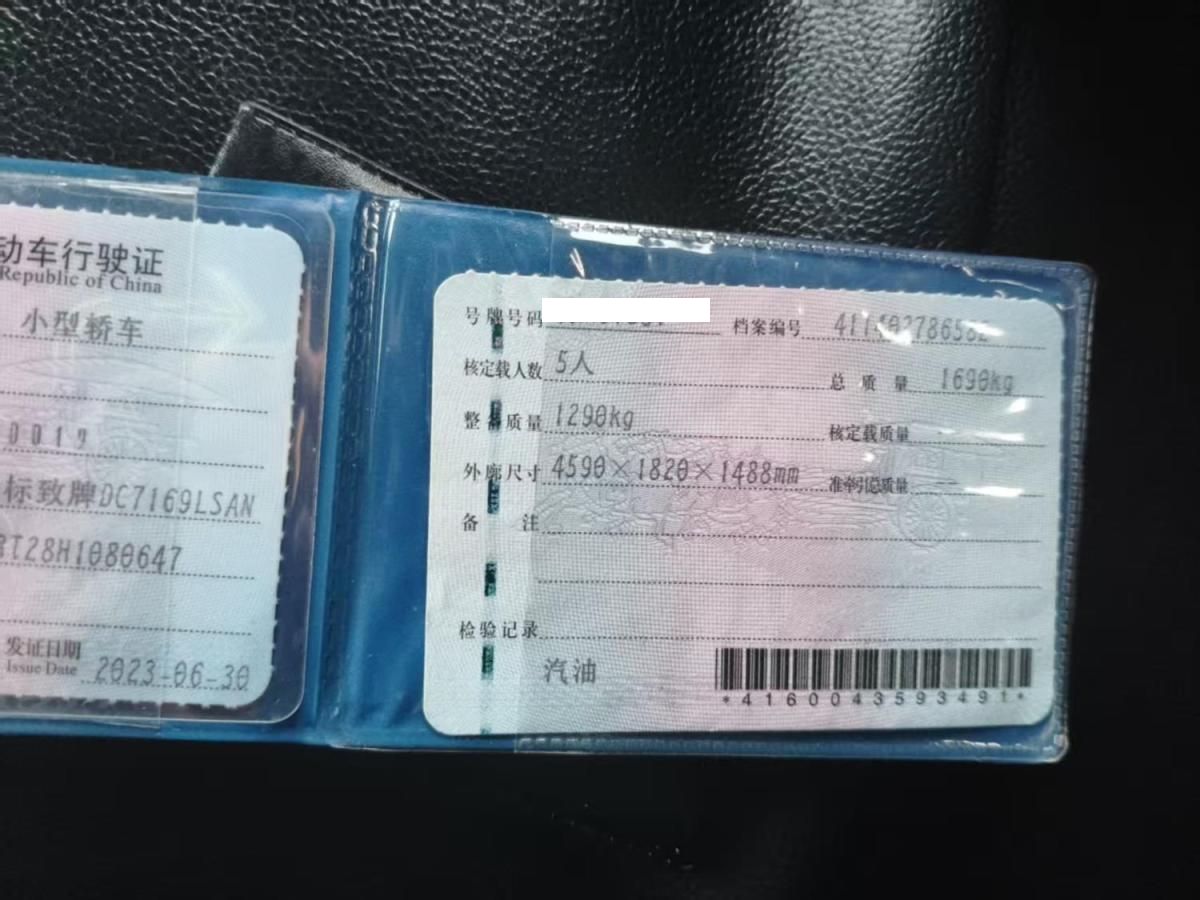 动车行驶证
Republic of China
小型轿车
0019
标致牌DC7169LSAN
8T28H1080647
发证日期
Issue Date 2023-06-30
号牌号码
档案编号
核定载人数 5人
总质量 1690kg
整备质量 1290kg
核定载质量
外廓尺寸 4590×1820×1488mm
准牵引总质量
备注
检验记录
汽油
*4160043593491*